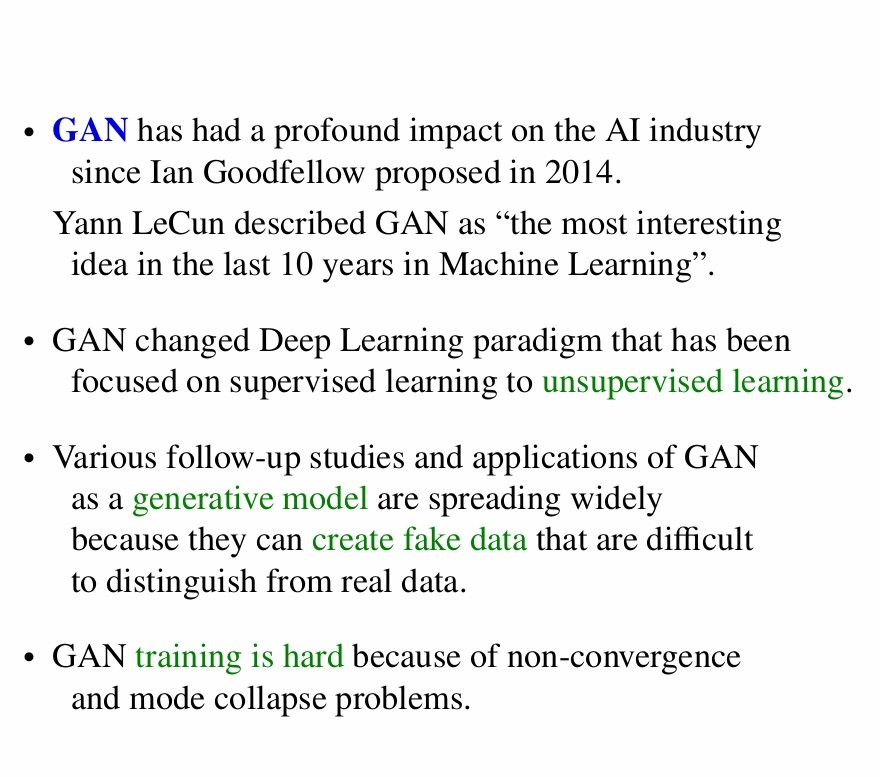 • GAN has had a profound impact on the AI industry
since Ian Goodfellow proposed in 2014.
Yann LeCun described GAN as “the most interesting
idea in the last 10 years in Machine Learning”.
• GAN changed Deep Learning paradigm that has been
focused on supervised learning to unsupervised learning.
• Various follow-up studies and applications of GAN
as a generative model are spreading widely
because they can create fake data that are difficult
to distinguish from real data.
• GAN training is hard because of non-convergence
and mode collapse problems.